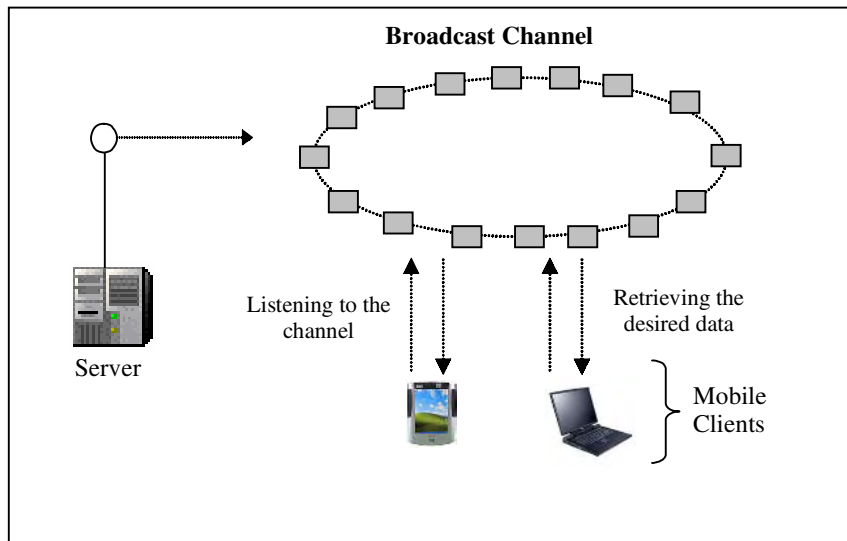 Broadcast Channel
Listening to the
channel
Retrieving the
desired data
Server
Mobile
Clients